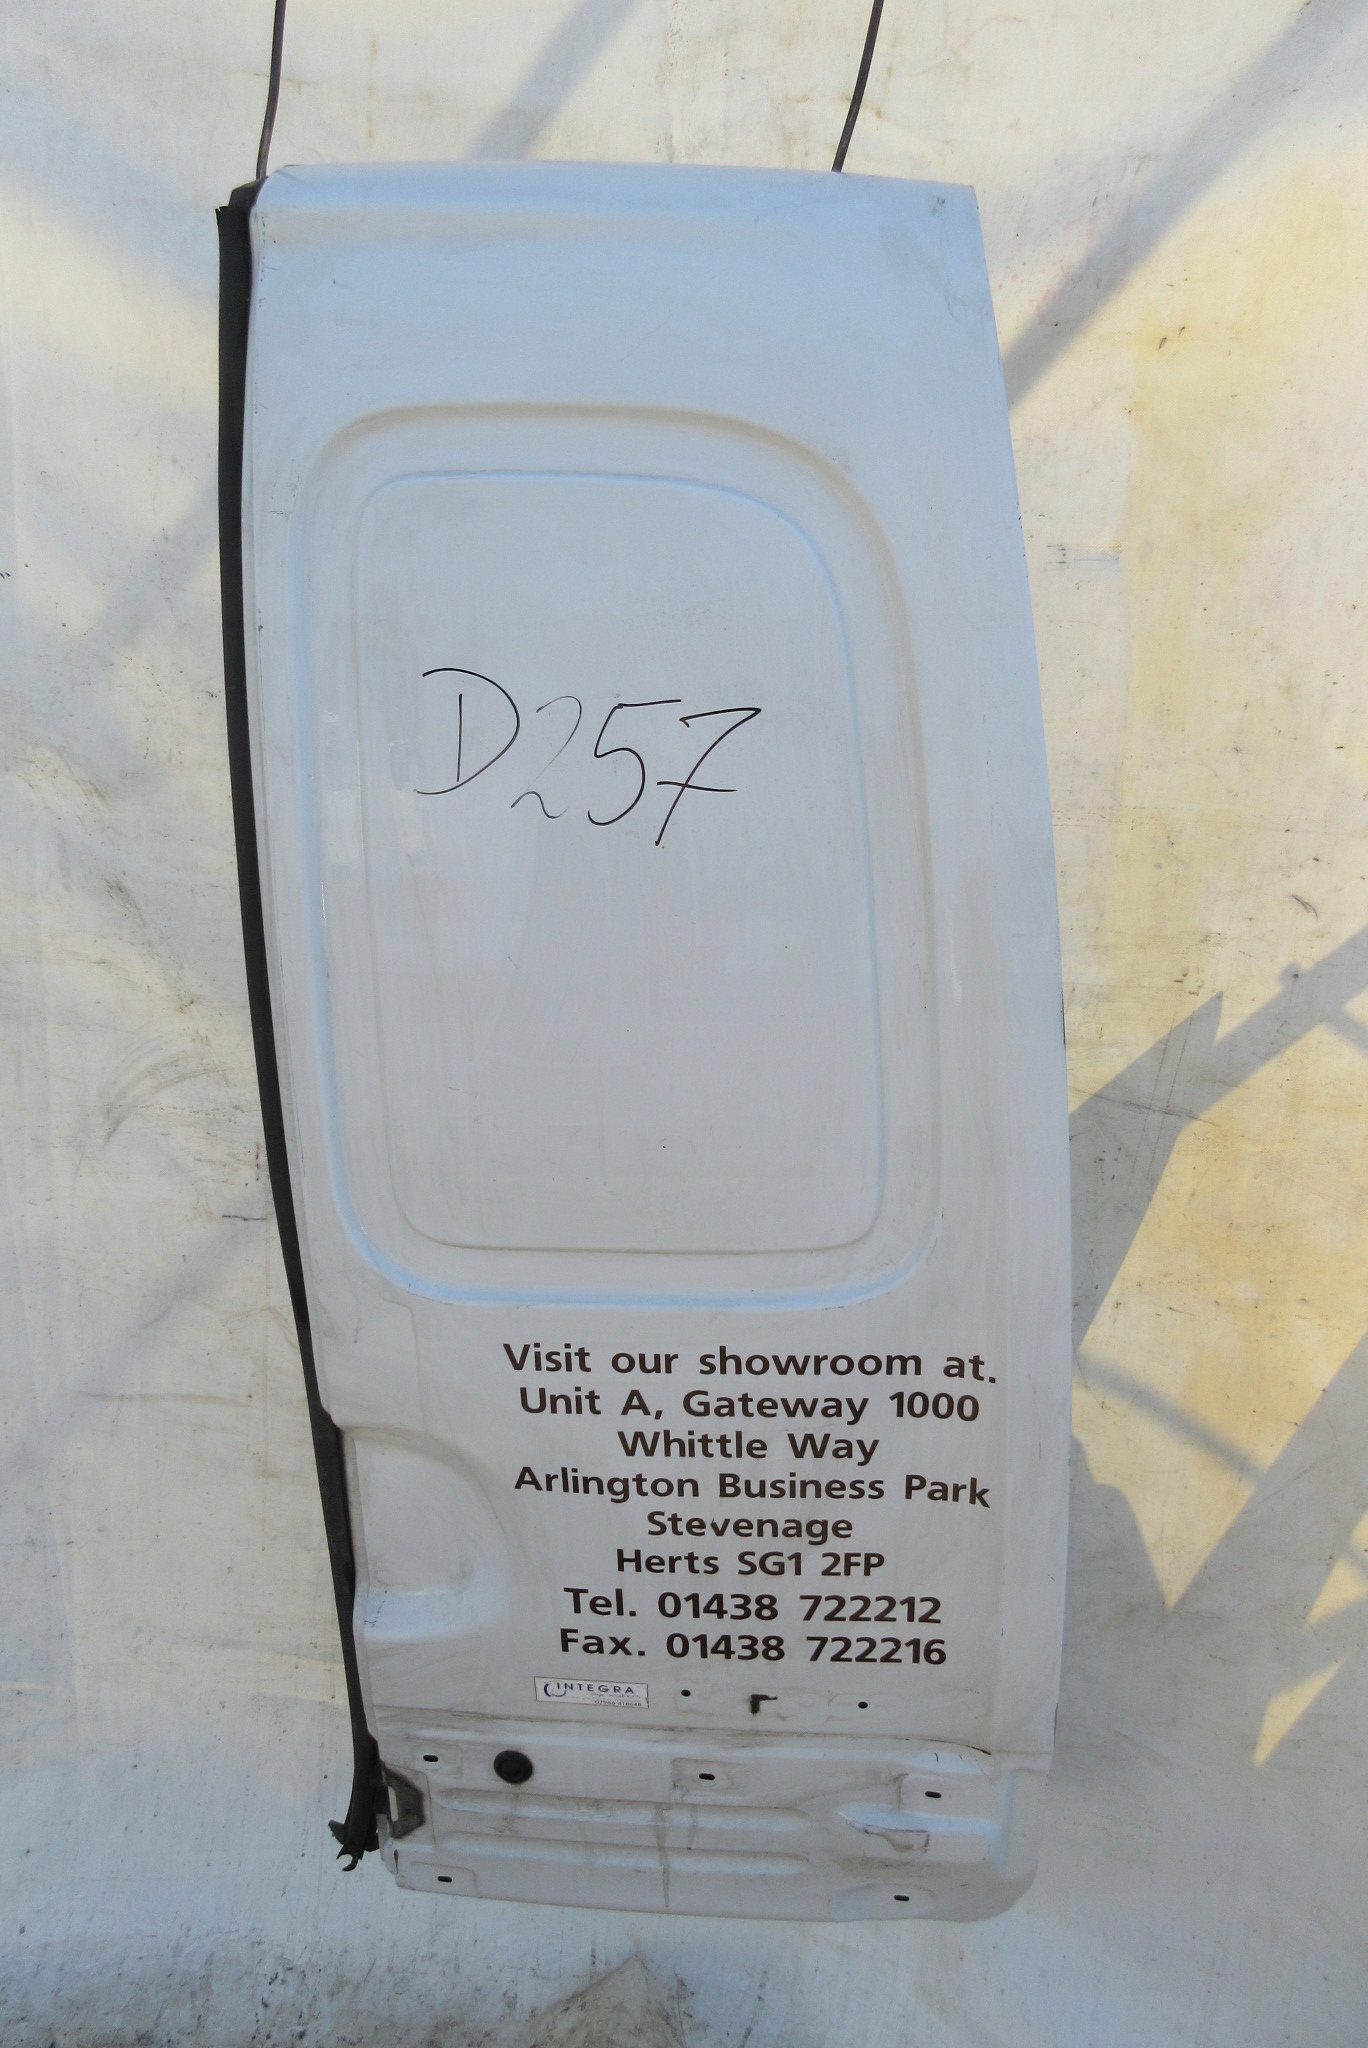 D257
Visit our showroom at.
Unit A, Gateway 1000
Whittle Way
Arlington Business Park
Stevenage
Herts SG1 2FP
Tel. 01438 722212
Fax. 01438 722216
INTEGRA